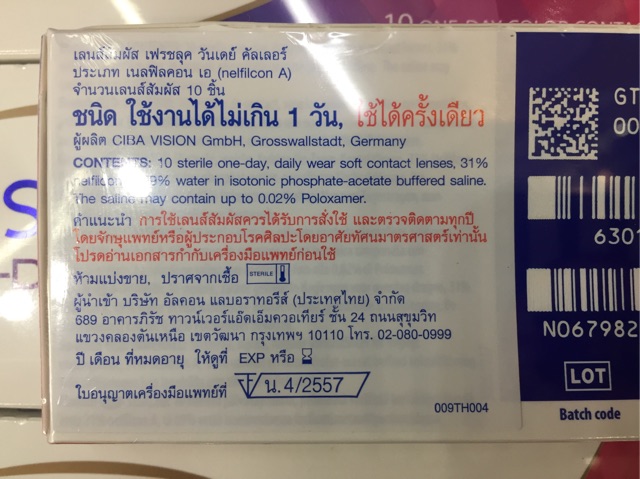 10 ONE-DAY COLOR CONTA
เลนส์สัมผัส เฟรชลุค วันเดย์ คัลเลอร์
ประเภท เนลฟิลคอน เอ (nelfilcon A)
จำนวนเลนส์สัมผัส 10 ชิ้น
ชนิด ใช้งานได้ไม่เกิน 1 วัน, ใช้ได้ครั้งเดียว
ผู้ผลิต CIBA VISION GmbH, Grosswallstadt, Germany
CONTENTS: 10 sterile one-day, daily wear soft contact lenses, 31%
nelfilcon 69% water in isotonic phosphate-acetate buffered saline.
The saline may contain up to 0.02% Poloxamer.
คำแนะนำ การใช้เลนส์สัมผัสควรได้รับการสั่งใช้ และตรวจติดตามทุกปี
โดยจักษุแพทย์หรือผู้ประกอบโรคศิลปะโดยอาศัยทัศนมาตรศาสตร์เท่านั้น
โปรดอ่านเอกสารกำกับเครื่องมือแพทย์ก่อนใช้
ห้ามแบ่งขาย, ปราศจากเชื้อ STERILE
ผู้นำเข้า บริษัท อัลคอน แลบอราทอรีส์ (ประเทศไทย) จำกัด
689 อาคารภิรัช ทาวน์เวอร์แอ๊ดเอ็มควอเทียร์ ชั้น 24 ถนนสุขุมวิท
แขวงคลองตันเหนือ เขตวัฒนา กรุงเทพฯ 10110 โทร. 02-080-0999
ปี เดือน ที่หมดอายุ ให้ดูที่ EXP หรือ
ใบอนุญาตเครื่องมือแพทย์ที่ น. 4/2557
009TH004
GT
00
6301
N067982
LOT
Batch code